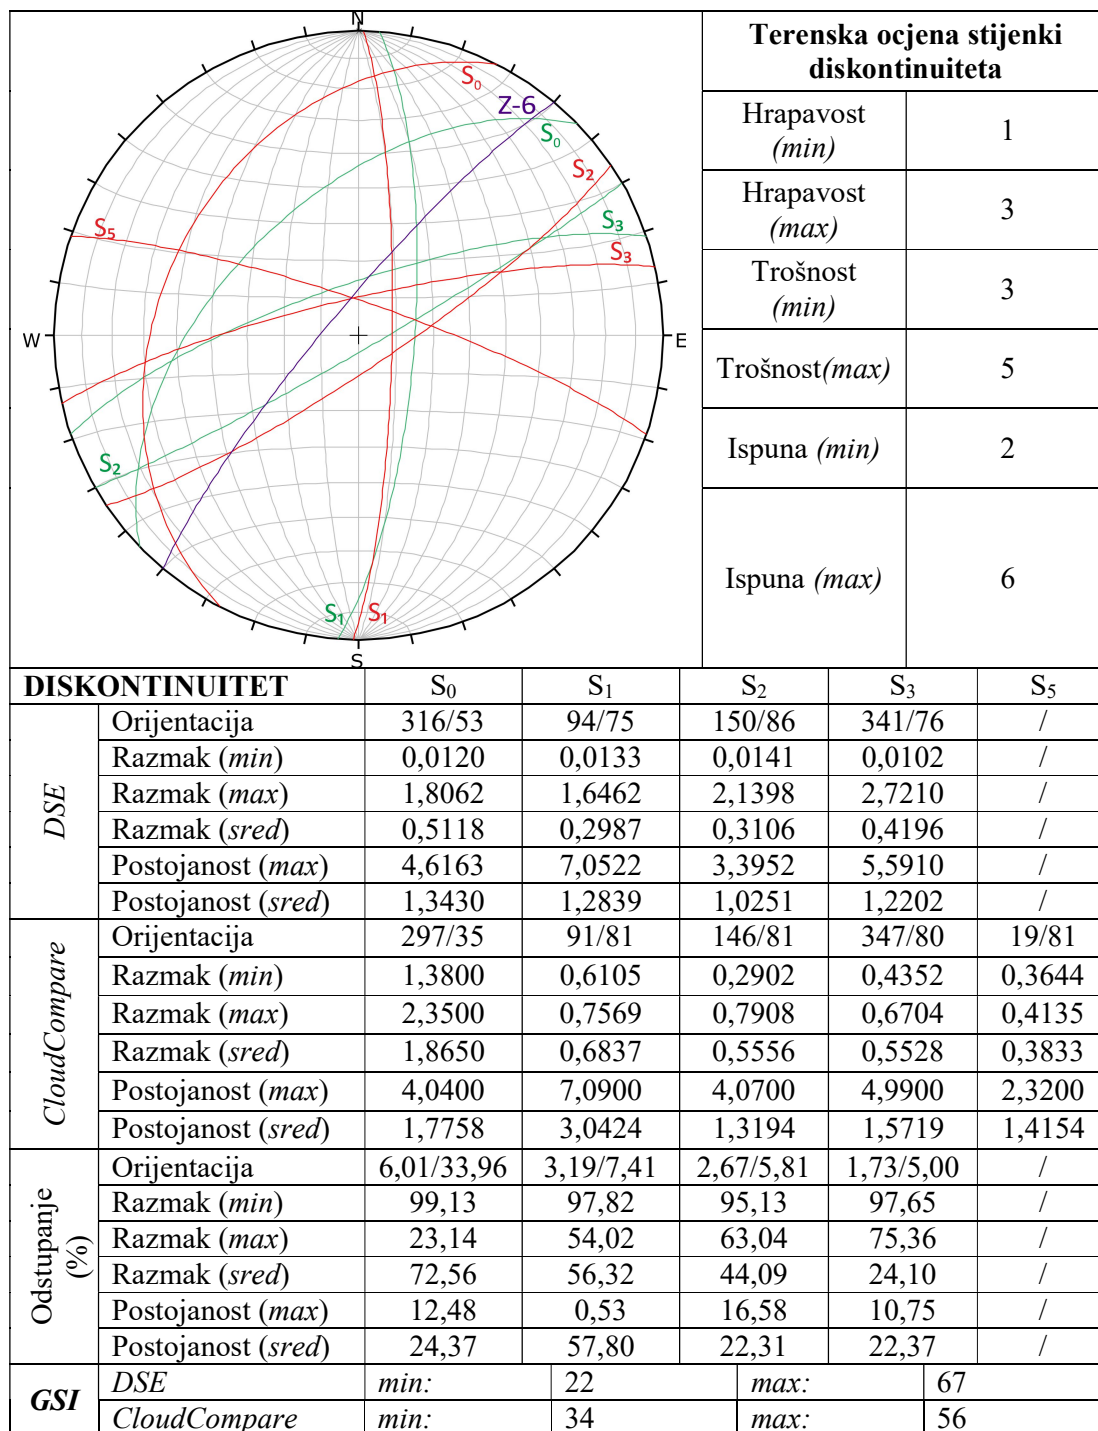 N
S₀
Z-6
S₀
S₂
S₃
S₃
S₅
W
E
S₂
S₁
S₁
S
Terenska ocjena stijenki
diskontinuiteta
Hrapavost
(min)
1
Hrapavost
(max)
3
Trošnost
(min)
3
Trošnost(max) 5
Ispuna (min) 2
Ispuna (max) 6
DISKONTINUITET S₀ S₁ S₂ S₃ S₅
DSE
Orijentacija 316/53 94/75 150/86 341/76 /
Razmak (min) 0,0120 0,0133 0,0141 0,0102 /
Razmak (max) 1,8062 1,6462 2,1398 2,7210 /
Razmak (sred) 0,5118 0,2987 0,3106 0,4196 /
Postojanost (max) 4,6163 7,0522 3,3952 5,5910 /
Postojanost (sred) 1,3430 1,2839 1,0251 1,2202 /
CloudCompare
Orijentacija 297/35 91/81 146/81 347/80 19/81
Razmak (min) 1,3800 0,6105 0,2902 0,4352 0,3644
Razmak (max) 2,3500 0,7569 0,7908 0,6704 0,4135
Razmak (sred) 1,8650 0,6837 0,5556 0,5528 0,3833
Postojanost (max) 4,0400 7,0900 4,0700 4,9900 2,3200
Postojanost (sred) 1,7758 3,0424 1,3194 1,5719 1,4154
Odstupanje
(%)
Orijentacija 6,01/33,96 3,19/7,41 2,67/5,81 1,73/5,00 /
Razmak (min) 99,13 97,82 95,13 97,65 /
Razmak (max) 23,14 54,02 63,04 75,36 /
Razmak (sred) 72,56 56,32 44,09 24,10 /
Postojanost (max) 12,48 0,53 16,58 10,75 /
Postojanost (sred) 24,37 57,80 22,31 22,37 /
GSI
DSE min: 22 max: 67
CloudCompare min: 34 max: 56